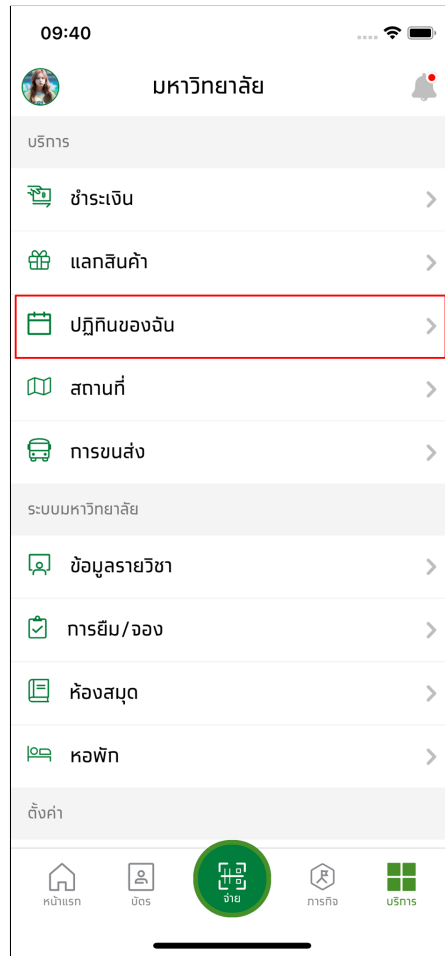 09:40
มหาวิทยาลัย
บริการ
ชำระเงิน
แลกสินค้า
ปฏิทินของฉัน
สถานที่
การขนส่ง
ระบบมหาวิทยาลัย
ข้อมูลรายวิชา
การยืม/จอง
ห้องสมุด
หอพัก
ตั้งค่า
หน้าแรก
บัตร
จ่าย
ภารกิจ
บริการ